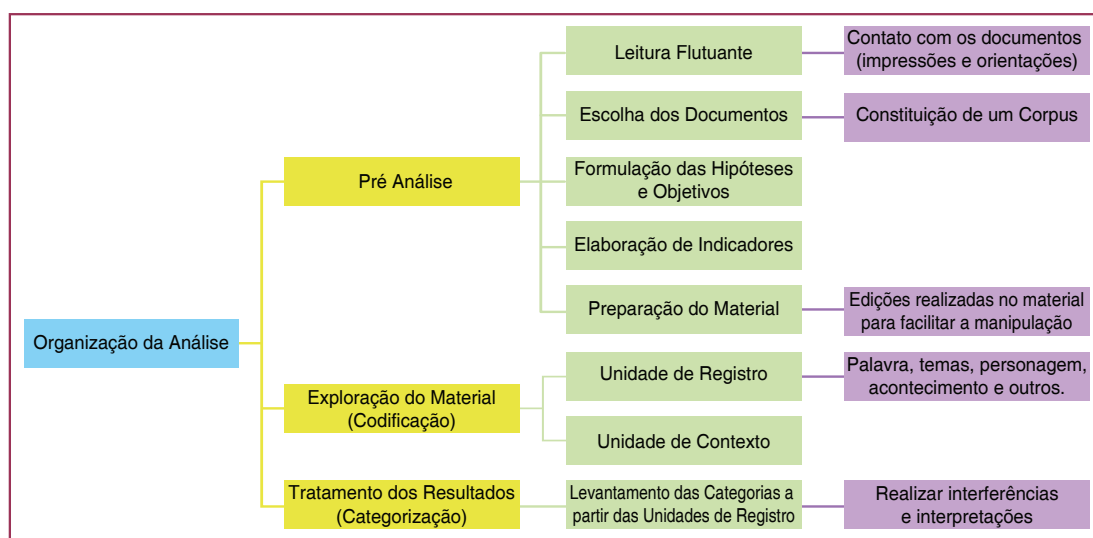 Organização da Análise
Pré Análise
Leitura Flutuante
Contato com os documentos
(impressões e orientações)
Escolha dos Documentos
Constituição de um Corpus
Formulação das Hipóteses
e Objetivos
Elaboração de Indicadores
Preparação do Material
Edições realizadas no material
para facilitar a manipulação
Exploração do Material
(Codificação)
Unidade de Registro
Palavra, temas, personagem,
acontecimento e outros.
Unidade de Contexto
Tratamento dos Resultados
(Categorização)
Levantamento das Categorias a
partir das Unidades de Registro
Realizar interferências
e interpretações